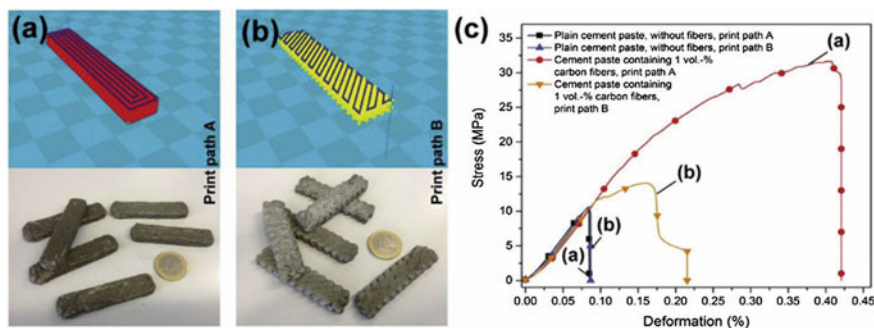 (a)
Print path A
(b)
Print path B
(c)
Stress (MPa)
35
30
25
20
15
10
5
0
Plain cement paste, without fibers, print path A
Plain cement paste, without fibers, print path B
Cement paste containing 1 vol.-%
carbon fibers, print path A
Cement paste containing
1 vol.-% carbon fibers,
print path B
(a)
(b)
(b)
(a)
0.00 0.05 0.10 0.15 0.20 0.25 0.30 0.35 0.40 0.45
Deformation (%)